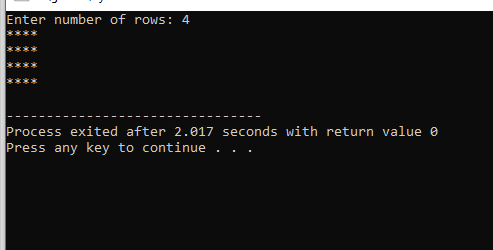 Enter number of rows: 4
****
****
****
****
--------------------------------
Process exited after 2.017 seconds with return value 0
Press any key to continue . . .